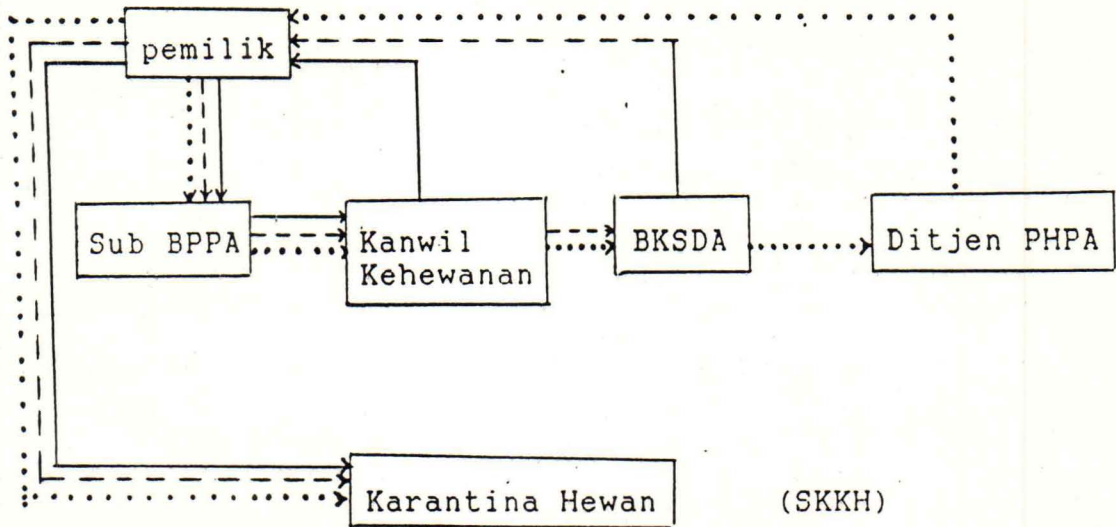 pemilik
Sub BPPA
Kanwil
Kehewanan
BKSDA
Ditjen PHPA
Karantina Hewan
(SKKH)